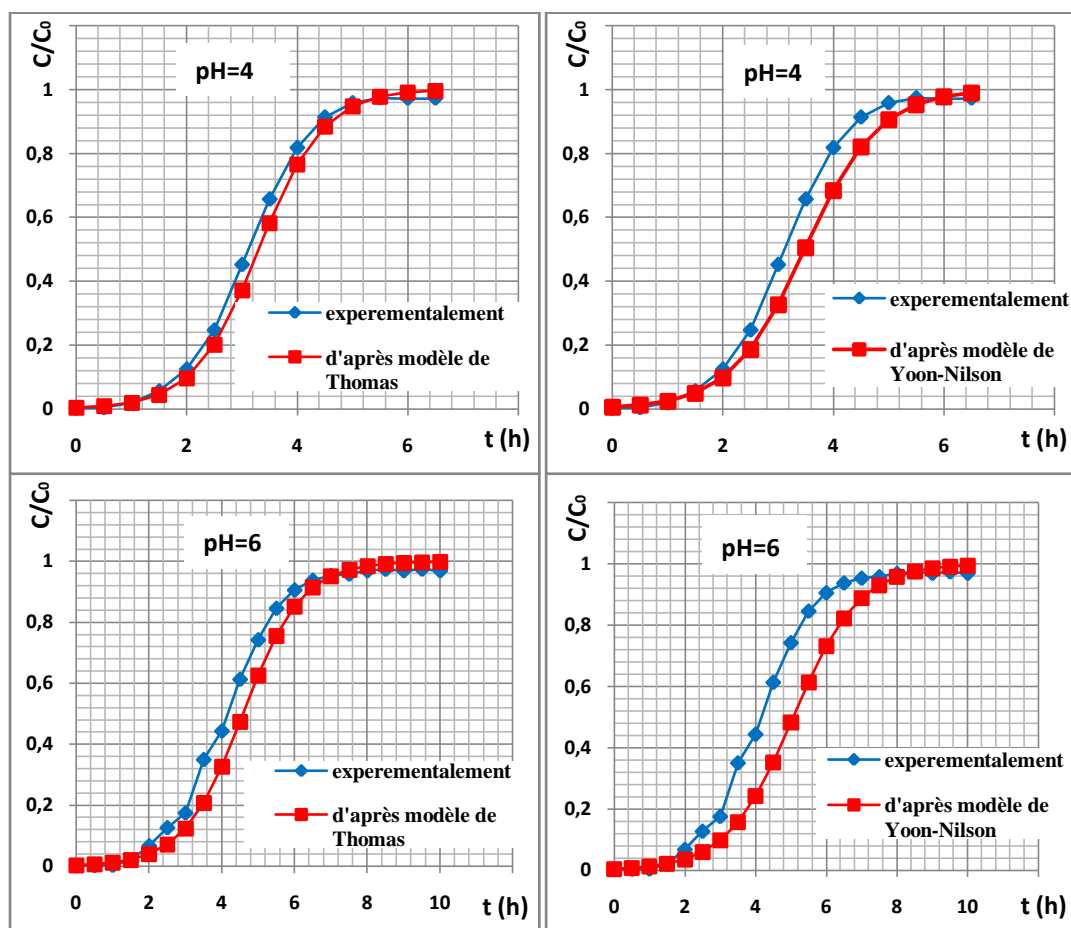 C/C₀
pH=4
1
0,8
0,6
0,4
0,2
0
0
2
4
6
t (h)
experementalement
d'après modèle de
Thomas
C/C₀
pH=4
1
0,8
0,6
0,4
0,2
0
0
2
4
6
t (h)
experementalement
d'après modèle de
Yoon-Nilson
C/C₀
pH=6
1
0,8
0,6
0,4
0,2
0
0
2
4
6
8
10
t (h)
experementalement
d'après modèle de
Thomas
C/C₀
pH=6
1
0,8
0,6
0,4
0,2
0
0
2
4
6
8
10
t (h)
experementalement
d'après modèle de
Yoon-Nilson